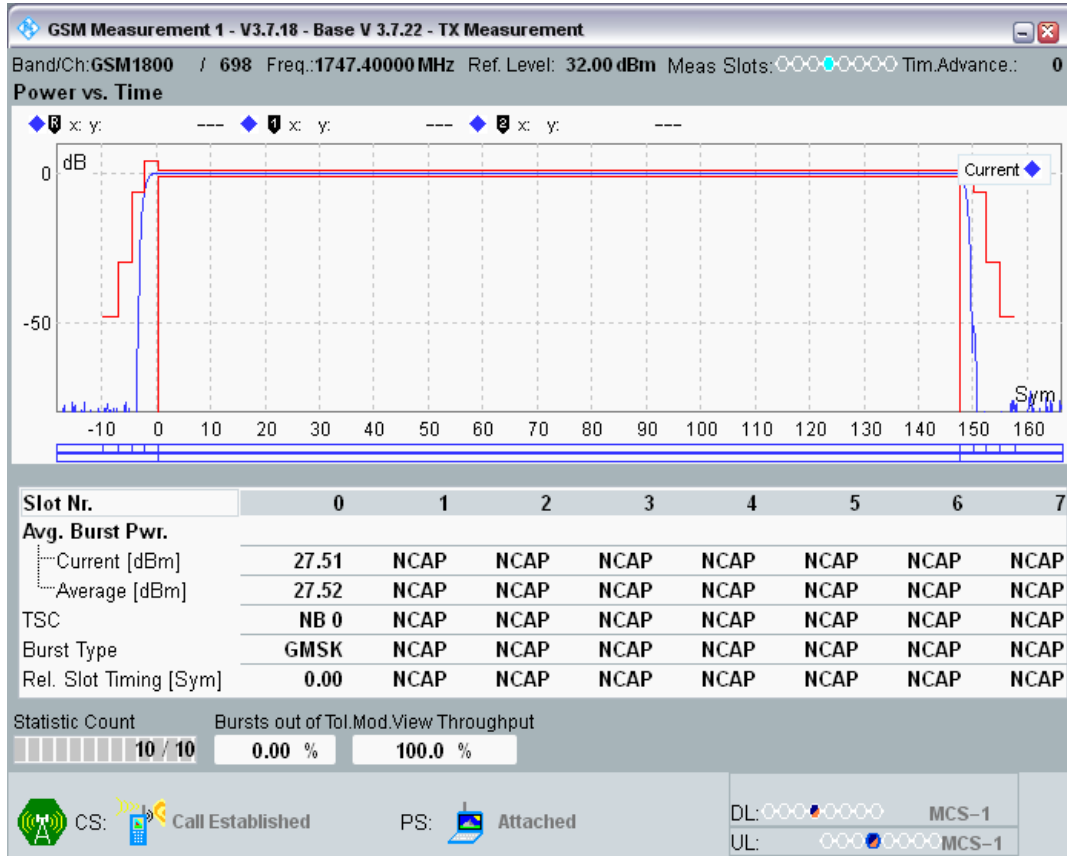 GSM Measurement 1 - V3.7.18 - Base V 3.7.22 - TX Measurement
Band/Ch:GSM1800 / 698 Freq.:1747.40000 MHz Ref. Level: 32.00 dBm Meas Slots: Tim.Advance.: 0
Power vs. Time
R x: y: --- 1 x: y: --- 2 x: y: ---
dB
0
Current
-50
Sym
-10 0 10 20 30 40 50 60 70 80 90 100 110 120 130 140 150 160
Slot Nr. 0 1 2 3 4 5 6 7
Avg. Burst Pwr.
Current [dBm] 27.51 NCAP NCAP NCAP NCAP NCAP NCAP NCAP
Average [dBm] 27.52 NCAP NCAP NCAP NCAP NCAP NCAP NCAP
TSC NB 0 NCAP NCAP NCAP NCAP NCAP NCAP NCAP
Burst Type GMSK NCAP NCAP NCAP NCAP NCAP NCAP NCAP
Rel. Slot Timing [Sym] 0.00 NCAP NCAP NCAP NCAP NCAP NCAP NCAP
Statistic Count Bursts out of Tol. Mod.View Throughput
10 / 10 0.00 % 100.0 %
CS: Call Established PS: Attached
DL: MCS-1
UL: MCS-1